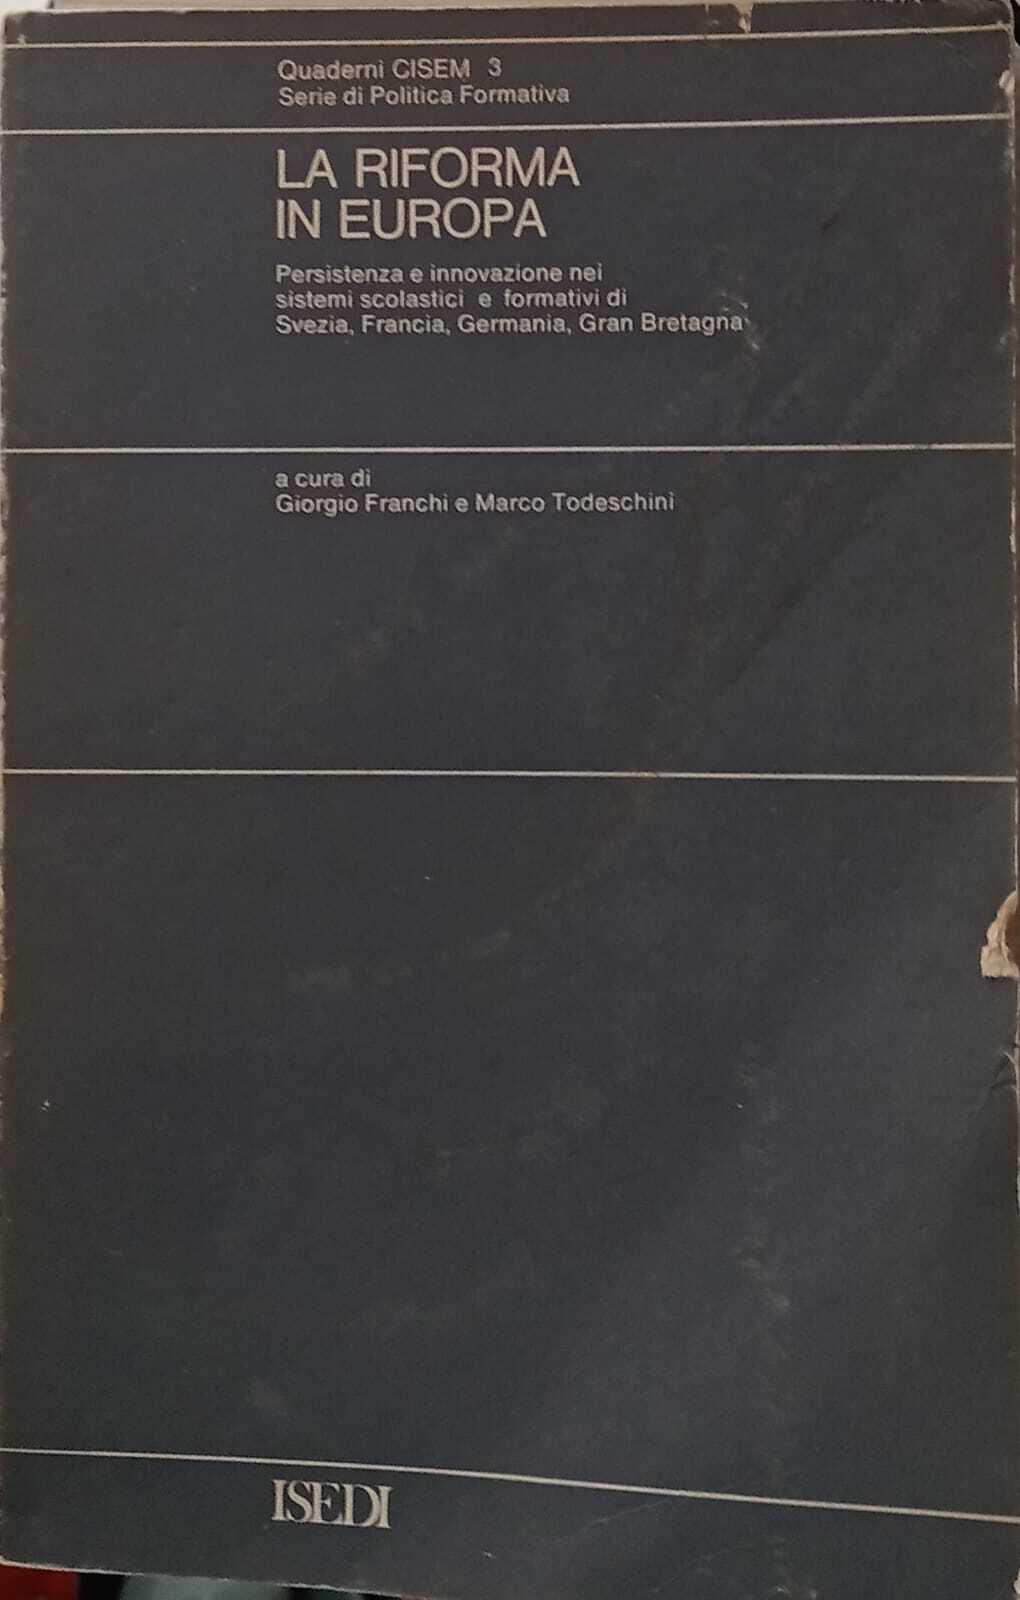 Quaderni CISEM 3
Serie di Politica Formativa
LA RIFORMA
IN EUROPA
Persistenza e innovazione nei
sistemi scolastici e formativi di
Svezia, Francia, Germania, Gran Bretagna
a cura di
Giorgio Franchi e Marco Todeschini
ISEDI